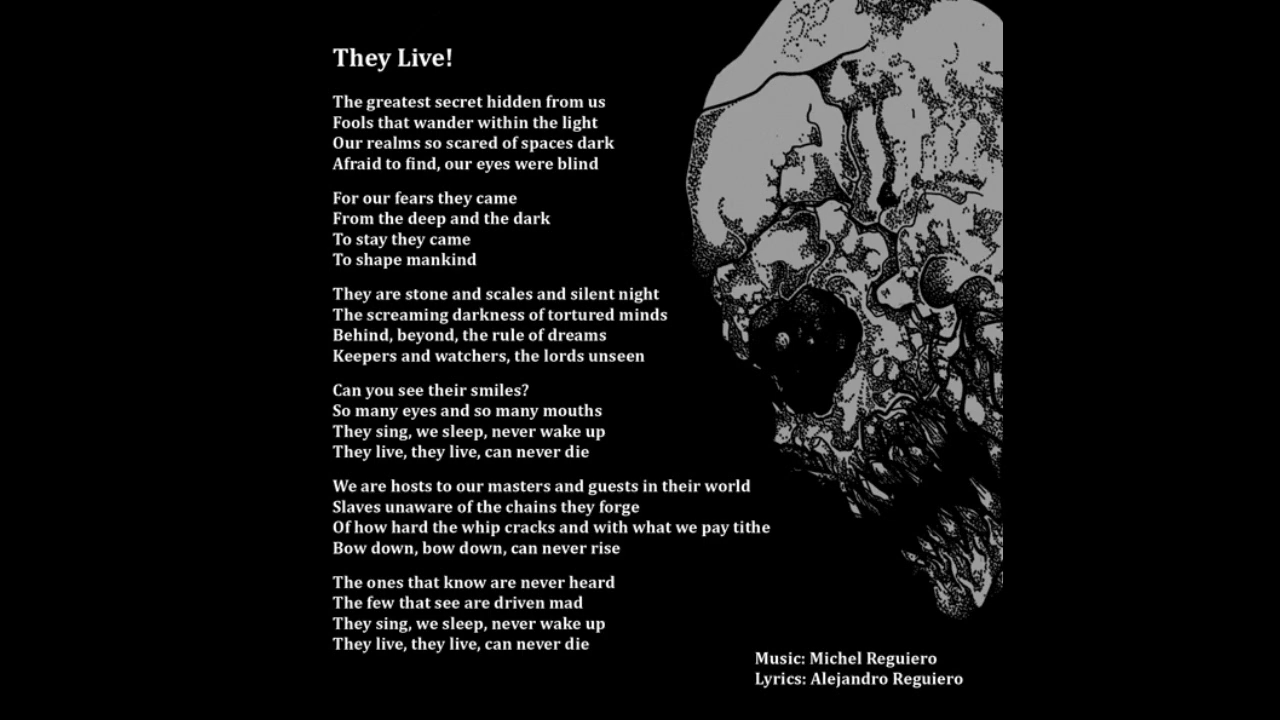 They Live!
The greatest secret hidden from us
Fools that wander within the light
Our realms so scared of spaces dark
Afraid to find, our eyes were blind
For our fears they came
From the deep and the dark
To stay they came
To shape mankind
They are stone and scales and silent night
The screaming darkness of tortured minds
Behind, beyond, the rule of dreams
Keepers and watchers, the lords unseen
Can you see their smiles?
So many eyes and so many mouths
They sing, we sleep, never wake up
They live, they live, can never die
We are hosts to our masters and guests in their world
Slaves unaware of the chains they forge
Of how hard the whip cracks and with what we pay tithe
Bow down, bow down, can never rise
The ones that know are never heard
The few that see are driven mad
They sing, we sleep, never wake up
They live, they live, can never die
Music: Michel Reguiero
Lyrics: Alejandro Reguiero